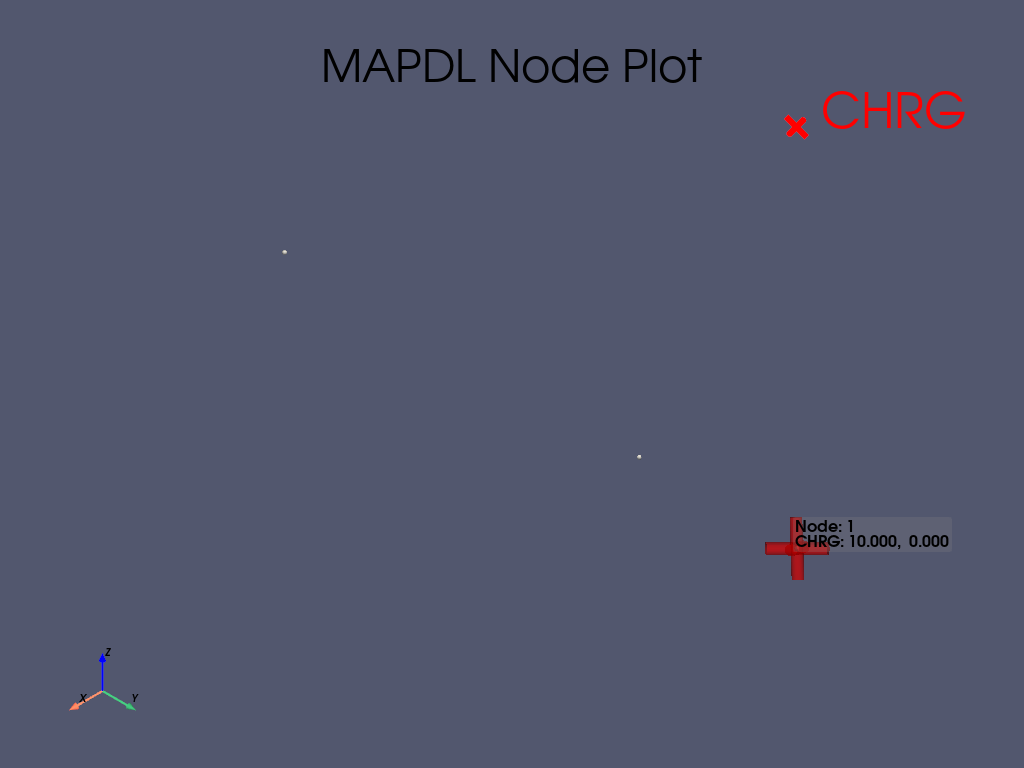 MAPDL Node Plot
CHRG
Node: 1
CHRG: 10.000, 0.000
Z
X
Y